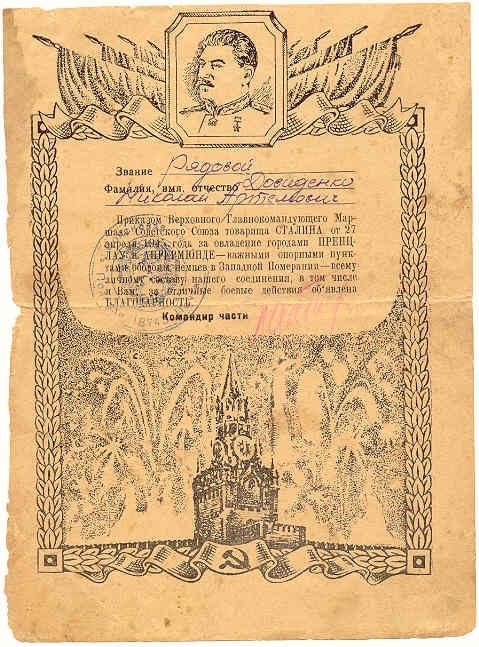 Звание Рядовой
Фамилия, имя, отчество Досиденко
Николай Артемович
Приказом Верховного Главнокомандующего Мар-
шала Советского Союза товарища СТАЛИНА от 27
апреля 1945 года за овладение городами ПРЕНЦ-
ЛАУ и АНГЕРМЮНДЕ — важными опорными пунк-
тами обороны немцев в Западной Померании — всему
личному составу нашего соединения, в том числе
и Вам, за отличные боевые действия об'явлена
БЛАГОДАРНОСТЬ.
Командир части